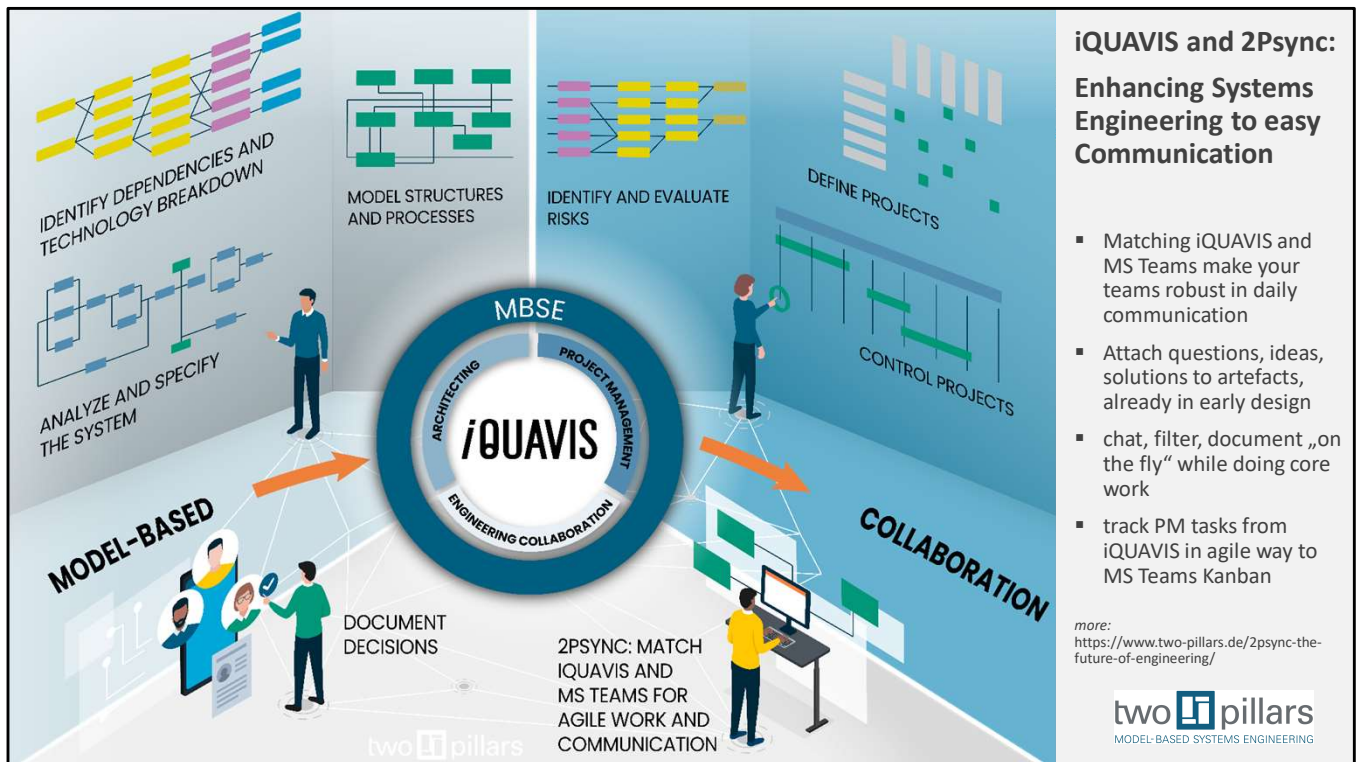 IDENTIFY DEPENDENCIES AND
TECHNOLOGY BREAKDOWN
MODEL STRUCTURES
AND PROCESSES
ANALYZE AND SPECIFY
THE SYSTEM
IDENTIFY AND EVALUATE
RISKS
DEFINE PROJECTS
CONTROL PROJECTS
MBSE
ARCHITECTING
PROJECT MANAGEMENT
iQUAVIS
ENGINEERING COLLABORATION
MODEL-BASED
COLLABORATION
DOCUMENT
DECISIONS
2PSYNC: MATCH
IQUAVIS AND
MS TEAMS FOR
AGILE WORK AND
COMMUNICATION
two pillars
iQUAVIS and 2Psync:
Enhancing Systems
Engineering to easy
Communication
▪ Matching iQUAVIS and
MS Teams make your
teams robust in daily
communication
▪ Attach questions, ideas,
solutions to artefacts,
already in early design
▪ chat, filter, document „on
the fly“ while doing core
work
▪ track PM tasks from
iQUAVIS in agile way to
MS Teams Kanban
more:
https://www.two-pillars.de/2psync-the-
future-of-engineering/
two pillars
MODEL-BASED SYSTEMS ENGINEERING